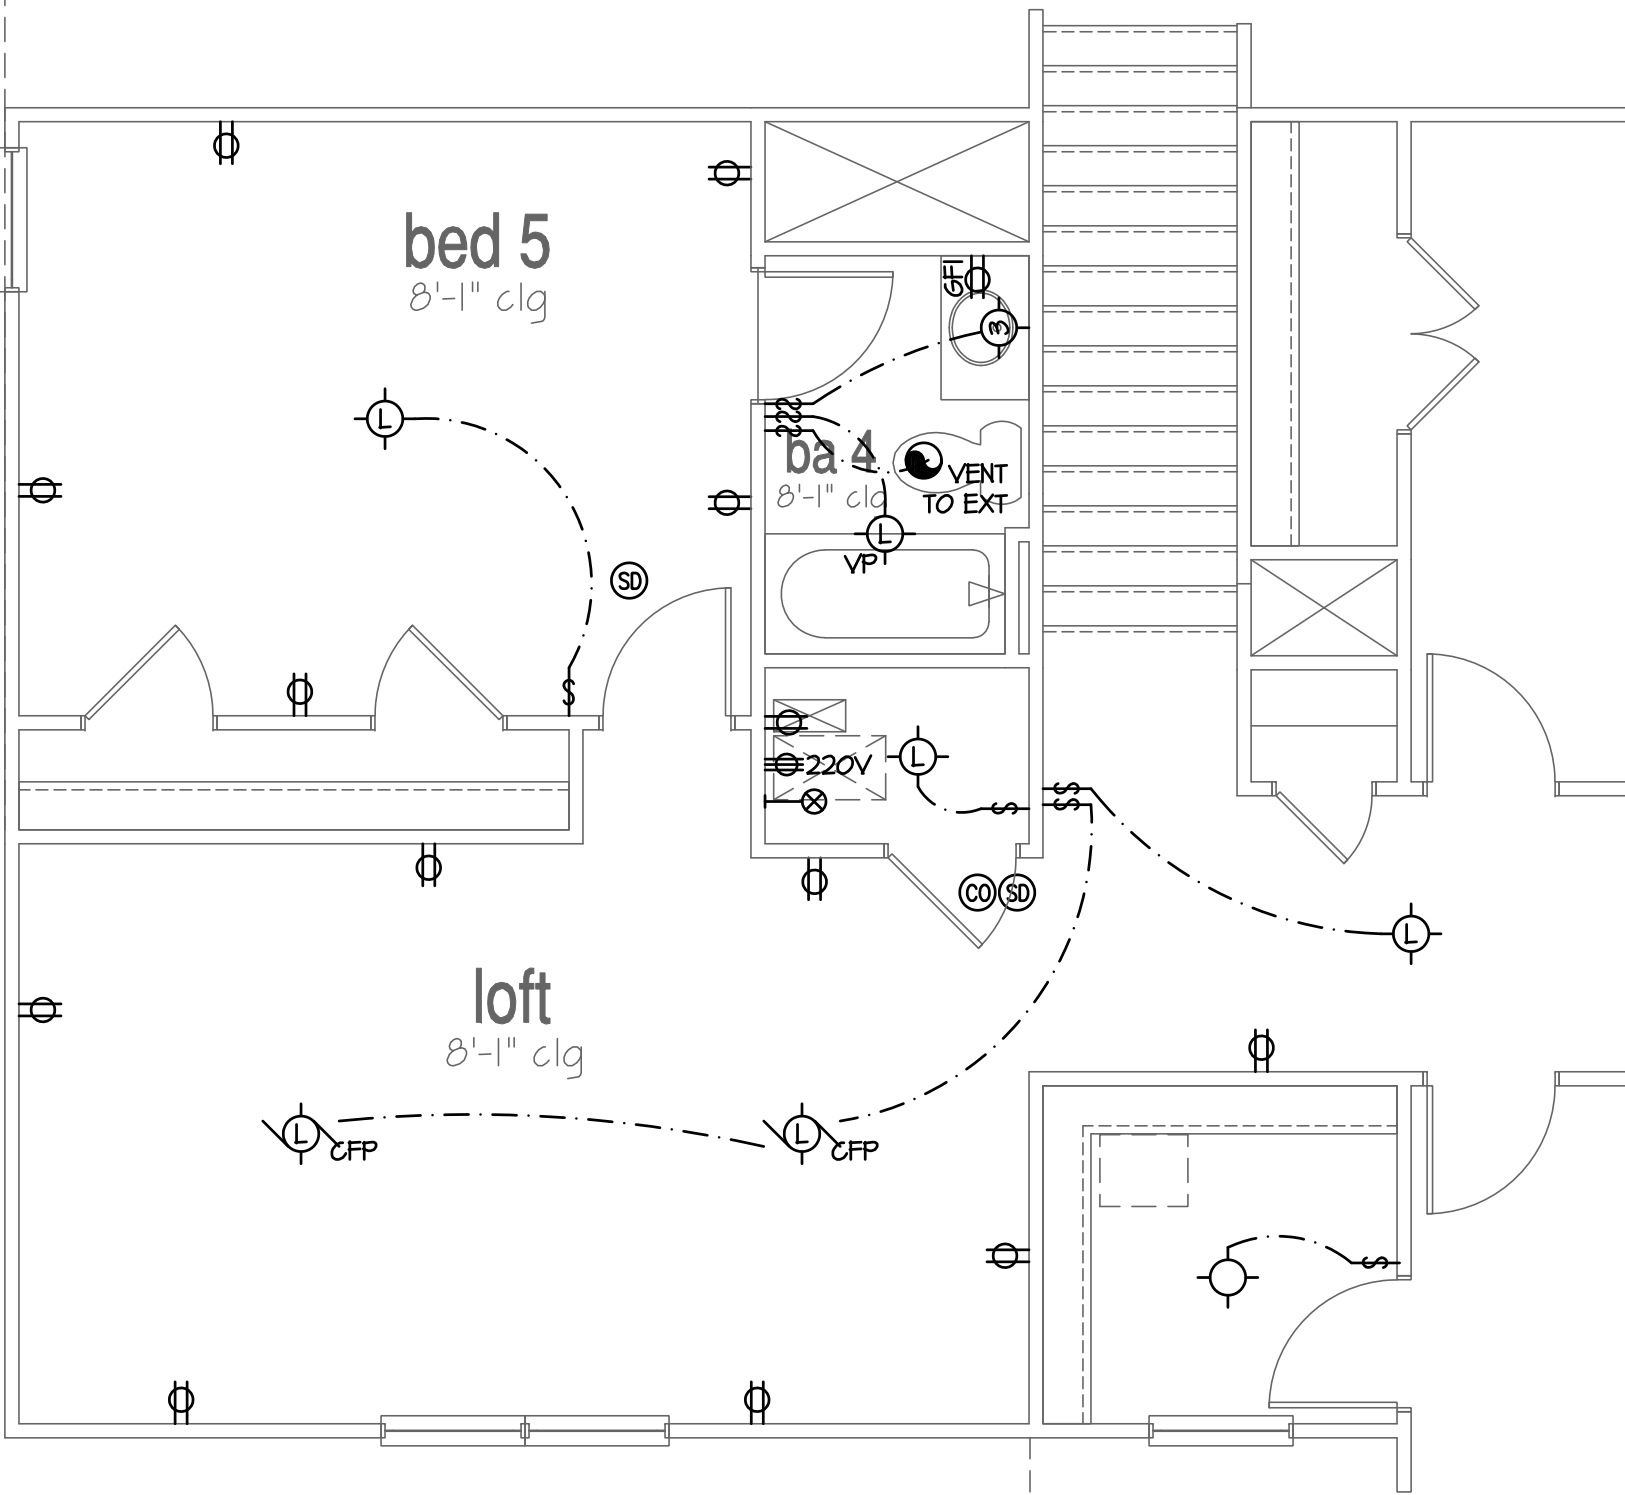 bed 5
8'-1" clg
GFI
3
L
S
S
S
ba 4
8'-1" clg
VENT
TO EXT
L
VP
SD
S
220V
L
S
S
S
CO
SD
L
loft
8'-1" clg
L
CFP
L
CFP
S